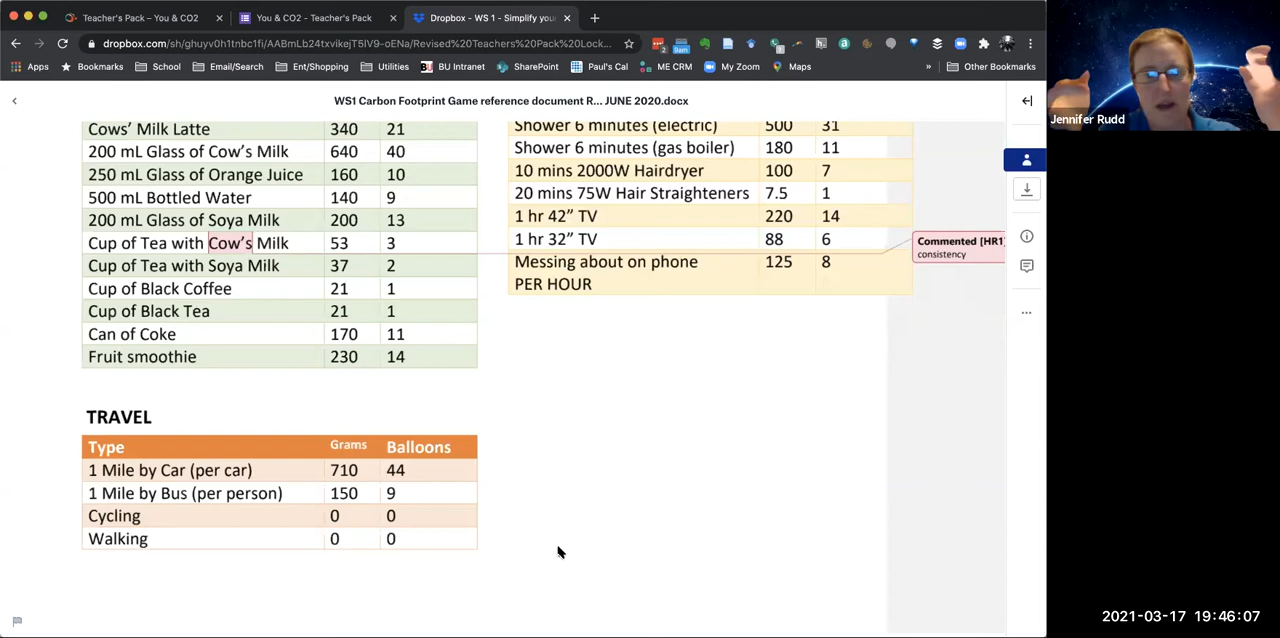 Teacher's Pack – You & CO2
You & CO2 - Teacher's Pack
Dropbox - WS 1 - Simplify you
dropbox.com/sh/ghuyv0h1tnbc1fi/AABmLb24txvikejT5IV9-oENa/Revised%20Teachers%20Pack%20Lock...
2
9am
1
Apps
Bookmarks
School
Email/Search
Ent/Shopping
Utilities
BU Intranet
SharePoint
Paul's Cal
ME CRM
My Zoom
Maps
»
Other Bookmarks
Jennifer Rudd
WS1 Carbon Footprint Game reference document R... JUNE 2020.docx
Cows' Milk Latte 340 21
200 mL Glass of Cow's Milk 640 40
250 mL Glass of Orange Juice 160 10
500 mL Bottled Water 140 9
200 mL Glass of Soya Milk 200 13
Cup of Tea with Cow's Milk 53 3
Cup of Tea with Soya Milk 37 2
Cup of Black Coffee 21 1
Cup of Black Tea 21 1
Can of Coke 170 11
Fruit smoothie 230 14
Shower 6 minutes (electric) 500 31
Shower 6 minutes (gas boiler) 180 11
10 mins 2000W Hairdryer 100 7
20 mins 75W Hair Straighteners 7.5 1
1 hr 42" TV 220 14
1 hr 32" TV 88 6
Messing about on phone 125 8
PER HOUR
Commented [HR1]
consistency
TRAVEL
Type Grams Balloons
1 Mile by Car (per car) 710 44
1 Mile by Bus (per person) 150 9
Cycling 0 0
Walking 0 0
2021-03-17 19:46:07